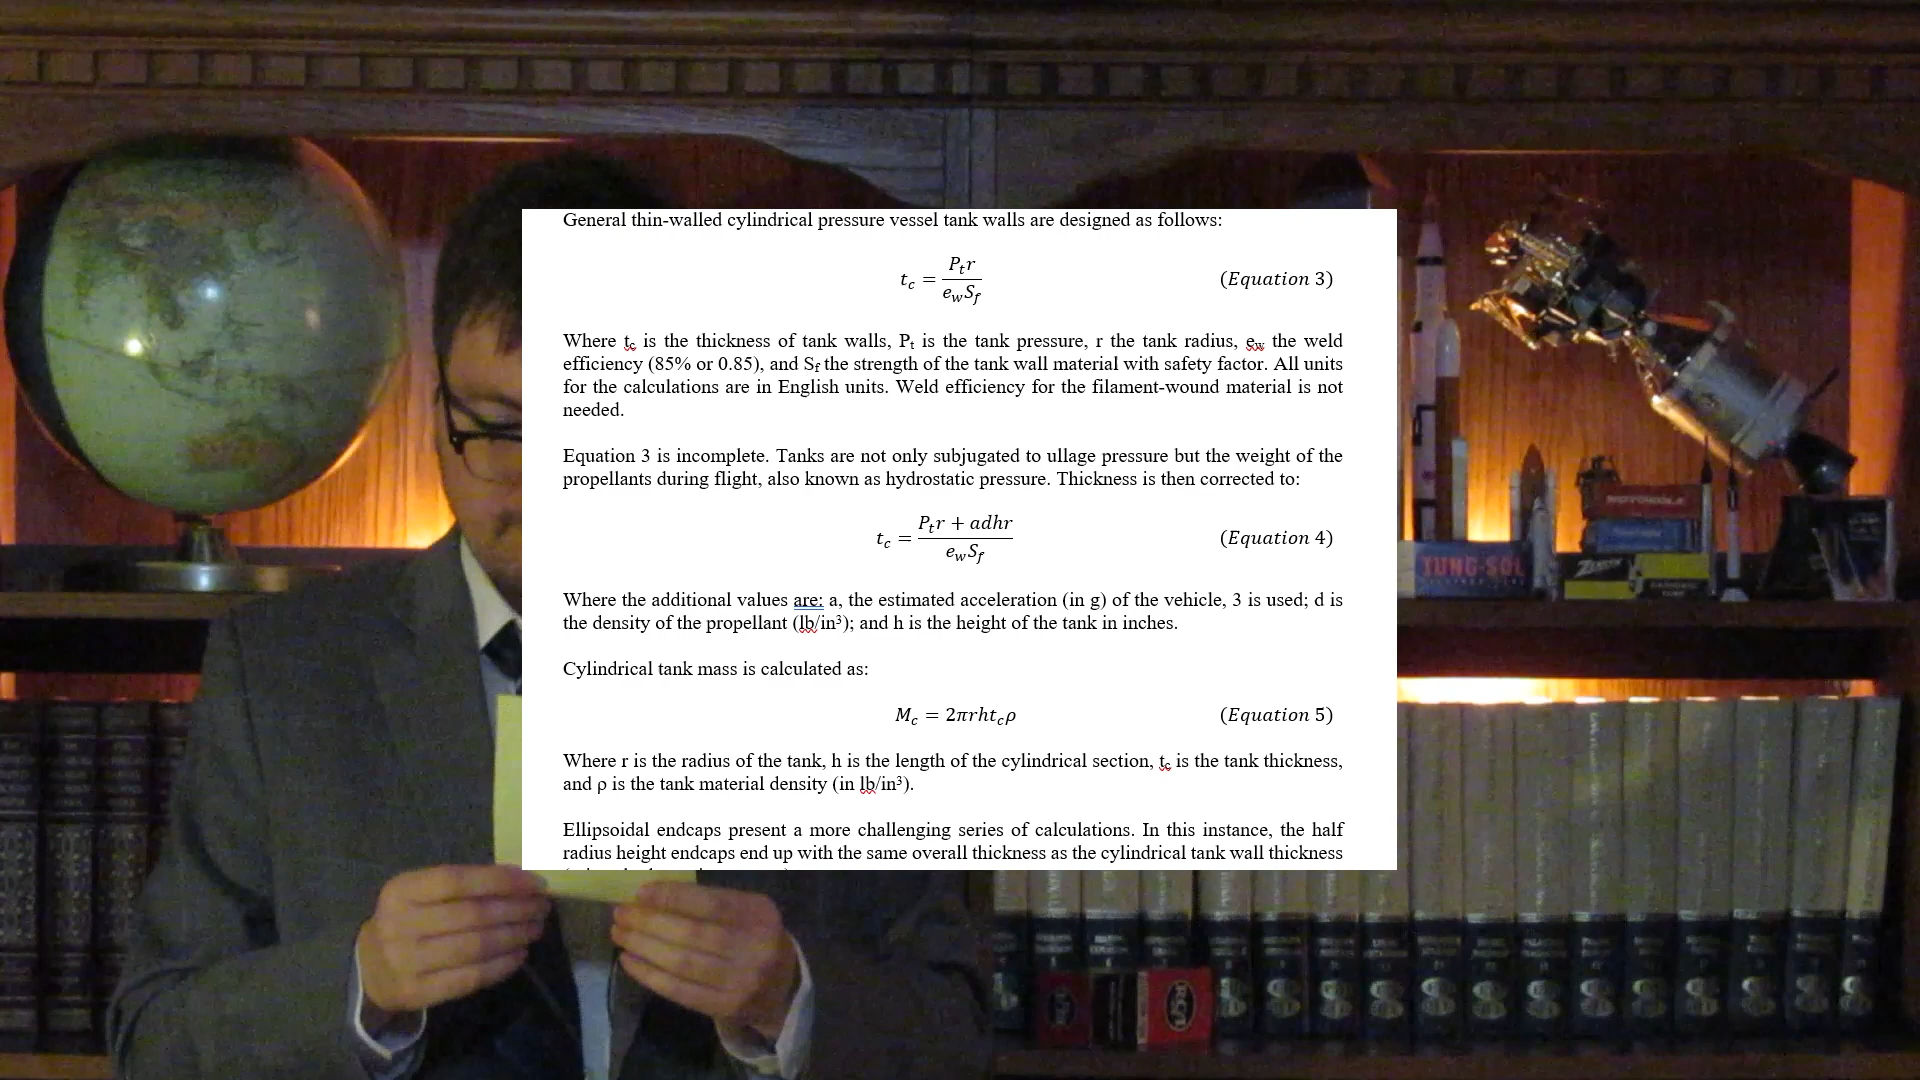 General thin-walled cylindrical pressure vessel tank walls are designed as follows:
t_c = P_t r / e_w S_f (Equation 3)
Where tc is the thickness of tank walls, Pt is the tank pressure, r the tank radius, ew the weld
efficiency (85% or 0.85), and Sf the strength of the tank wall material with safety factor. All units
for the calculations are in English units. Weld efficiency for the filament-wound material is not
needed.
Equation 3 is incomplete. Tanks are not only subjugated to ullage pressure but the weight of the
propellants during flight, also known as hydrostatic pressure. Thickness is then corrected to:
t_c = P_t r + adhr / e_w S_f (Equation 4)
Where the additional values are: a, the estimated acceleration (in g) of the vehicle, 3 is used; d is
the density of the propellant (lb/in³); and h is the height of the tank in inches.
Cylindrical tank mass is calculated as:
M_c = 2πrht_cρ (Equation 5)
Where r is the radius of the tank, h is the length of the cylindrical section, tc is the tank thickness,
and ρ is the tank material density (in lb/in³).
Ellipsoidal endcaps present a more challenging series of calculations. In this instance, the half
radius height endcaps end up with the same overall thickness as the cylindrical tank wall thickness
MOTOROLA
TUNG-SOL
ZENITH